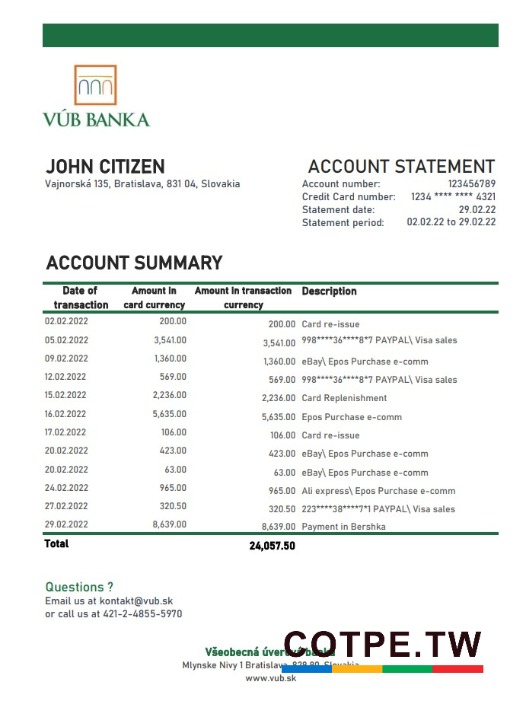 VÚB BANKA
JOHN CITIZEN
Vajnorská 135, Bratislava, 831 04, Slovakia
ACCOUNT STATEMENT
Account number: 123456789
Credit Card number: 1234 **** **** 4321
Statement date: 29.02.22
Statement period: 02.02.22 to 29.02.22
ACCOUNT SUMMARY
Date of transaction Amount in card currency Amount in transaction currency Description
02.02.2022 200.00 200.00 Card re-issue
05.02.2022 3,541.00 3,541.00 998****36****8*7 PAYPAL\ Visa sales
09.02.2022 1,360.00 1,360.00 eBay\ Epos Purchase e-comm
12.02.2022 569.00 569.00 998****36****8*7 PAYPAL\ Visa sales
15.02.2022 2,236.00 2,236.00 Card Replenishment
16.02.2022 5,635.00 5,635.00 Epos Purchase e-comm
17.02.2022 106.00 106.00 Card re-issue
20.02.2022 423.00 423.00 eBay\ Epos Purchase e-comm
20.02.2022 63.00 63.00 eBay\ Epos Purchase e-comm
24.02.2022 965.00 965.00 Ali express\ Epos Purchase e-comm
27.02.2022 320.50 320.50 223****38****7*1 PAYPAL\ Visa sales
29.02.2022 8,639.00 8,639.00 Payment in Bershka
Total 24,057.50
Questions ?
Email us at kontakt@vub.sk
or call us at 421-2-4855-5970
Všeobecná úverová banka
COTPE.TW
Mlynske Nivy 1 Bratislava
www.vub.sk